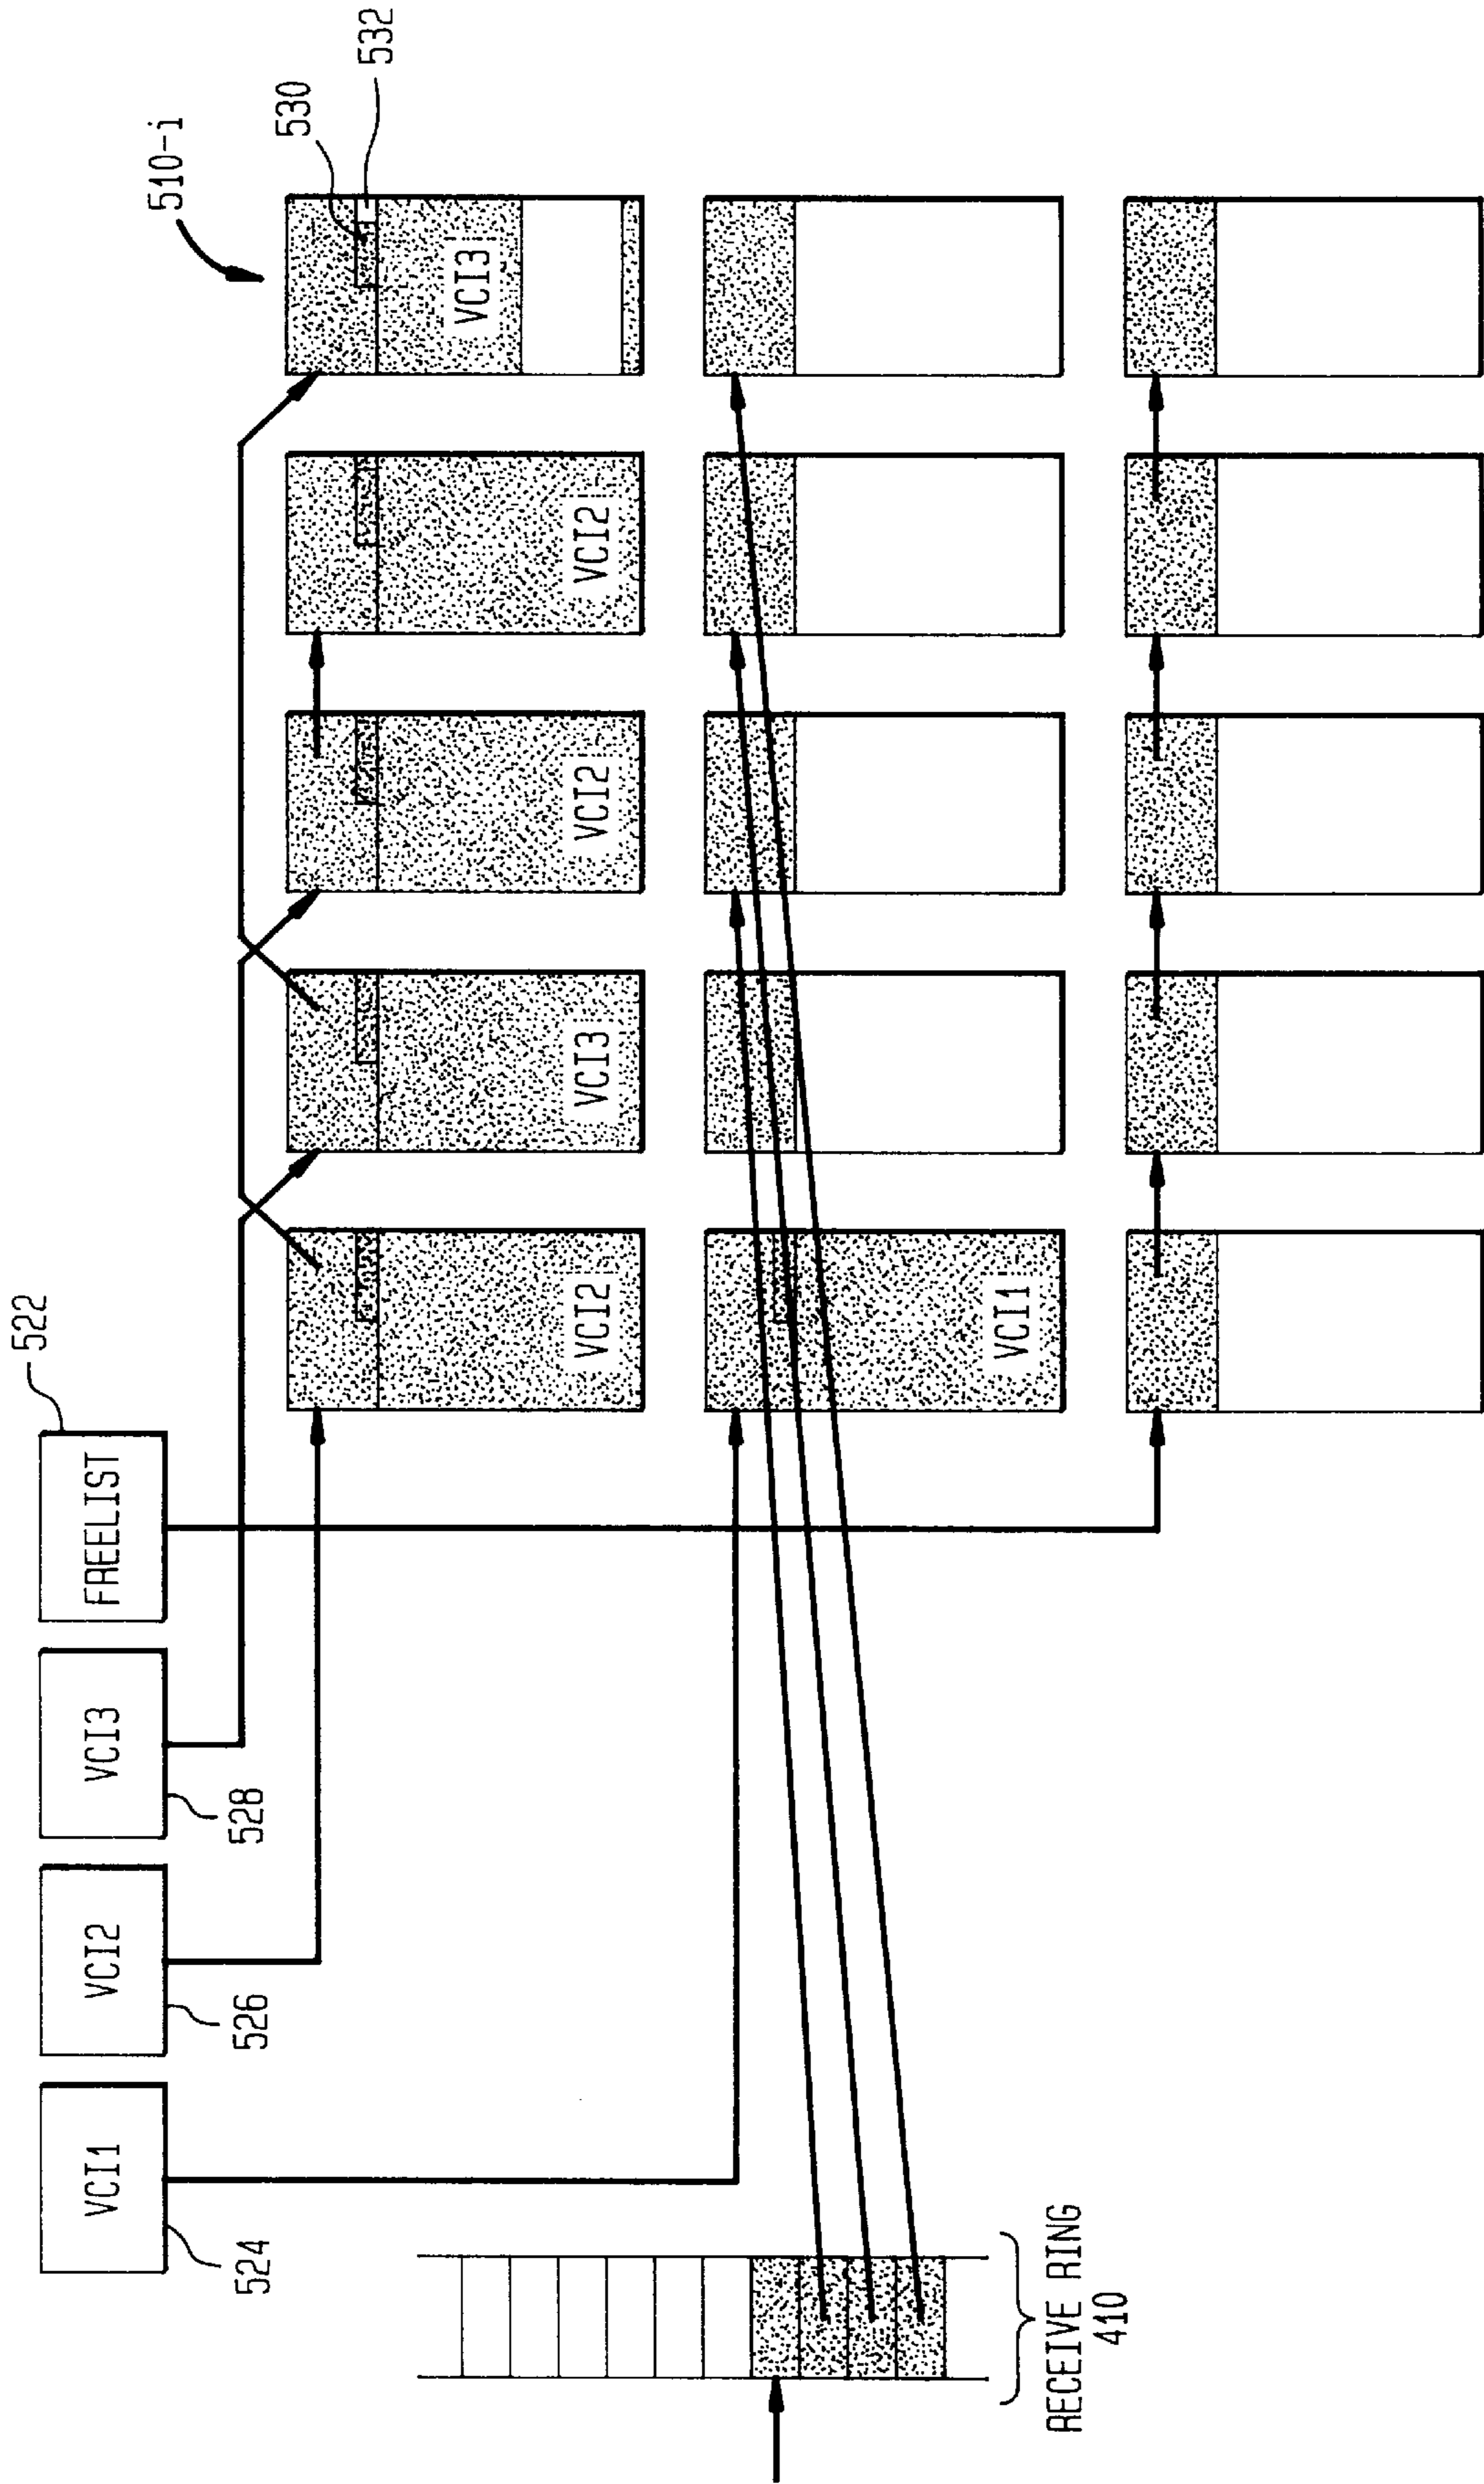 VCI1
524
VCI2
526
VCI3
528
FREELIST
522
510-i
530
532
VCI2
VCI3
VCI2
VCI2
VCI3
VCI1
RECEIVE RING
410